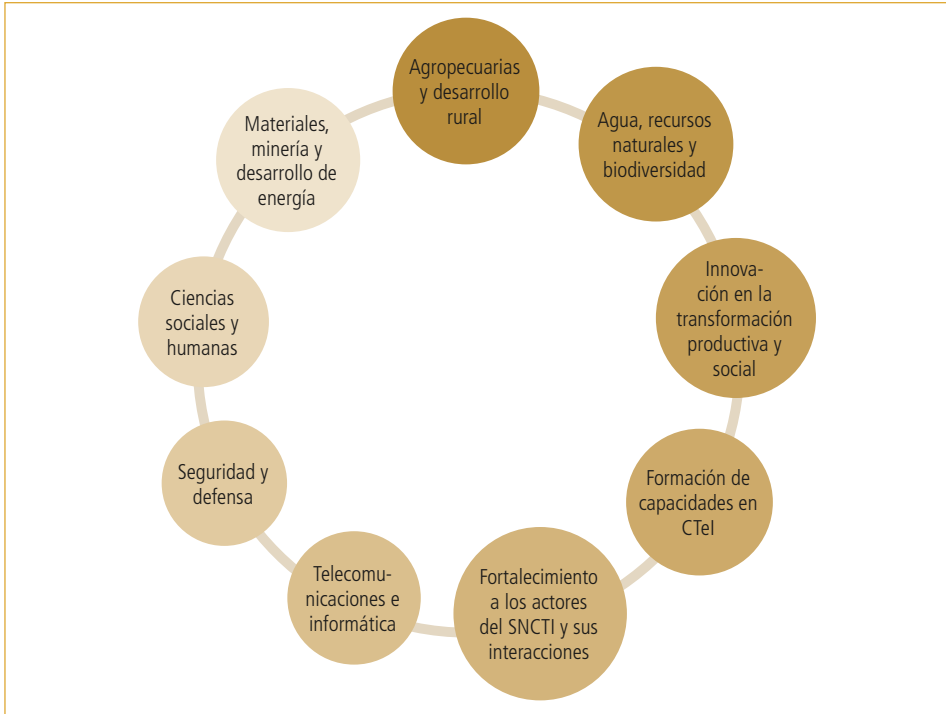 Agropecuarias
y desarrollo
rural
Agua, recursos
naturales y
biodiversidad
Innova-
ción en la
transformación
productiva y
social
Formación de
capacidades en
CTeI
Fortalecimiento
a los actores
del SNCTI y sus
interacciones
Telecomu-
nicaciones e
informática
Seguridad y
defensa
Ciencias
sociales y
humanas
Materiales,
minería y
desarrollo de
energía